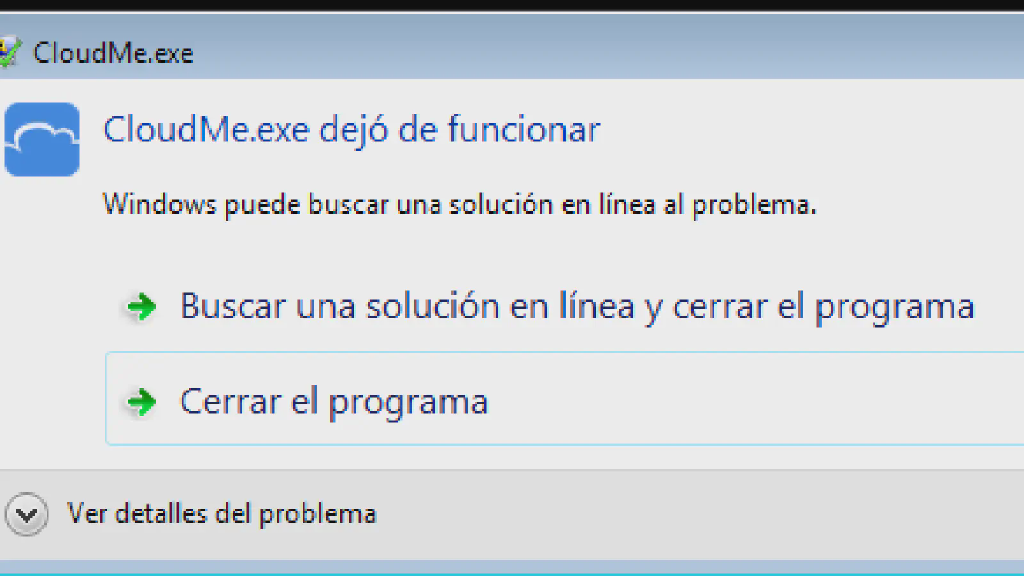 CloudMe.exe
CloudMe.exe dejó de funcionar
Windows puede buscar una solución en línea al problema.
Buscar una solución en línea y cerrar el programa
Cerrar el programa
Ver detalles del problema